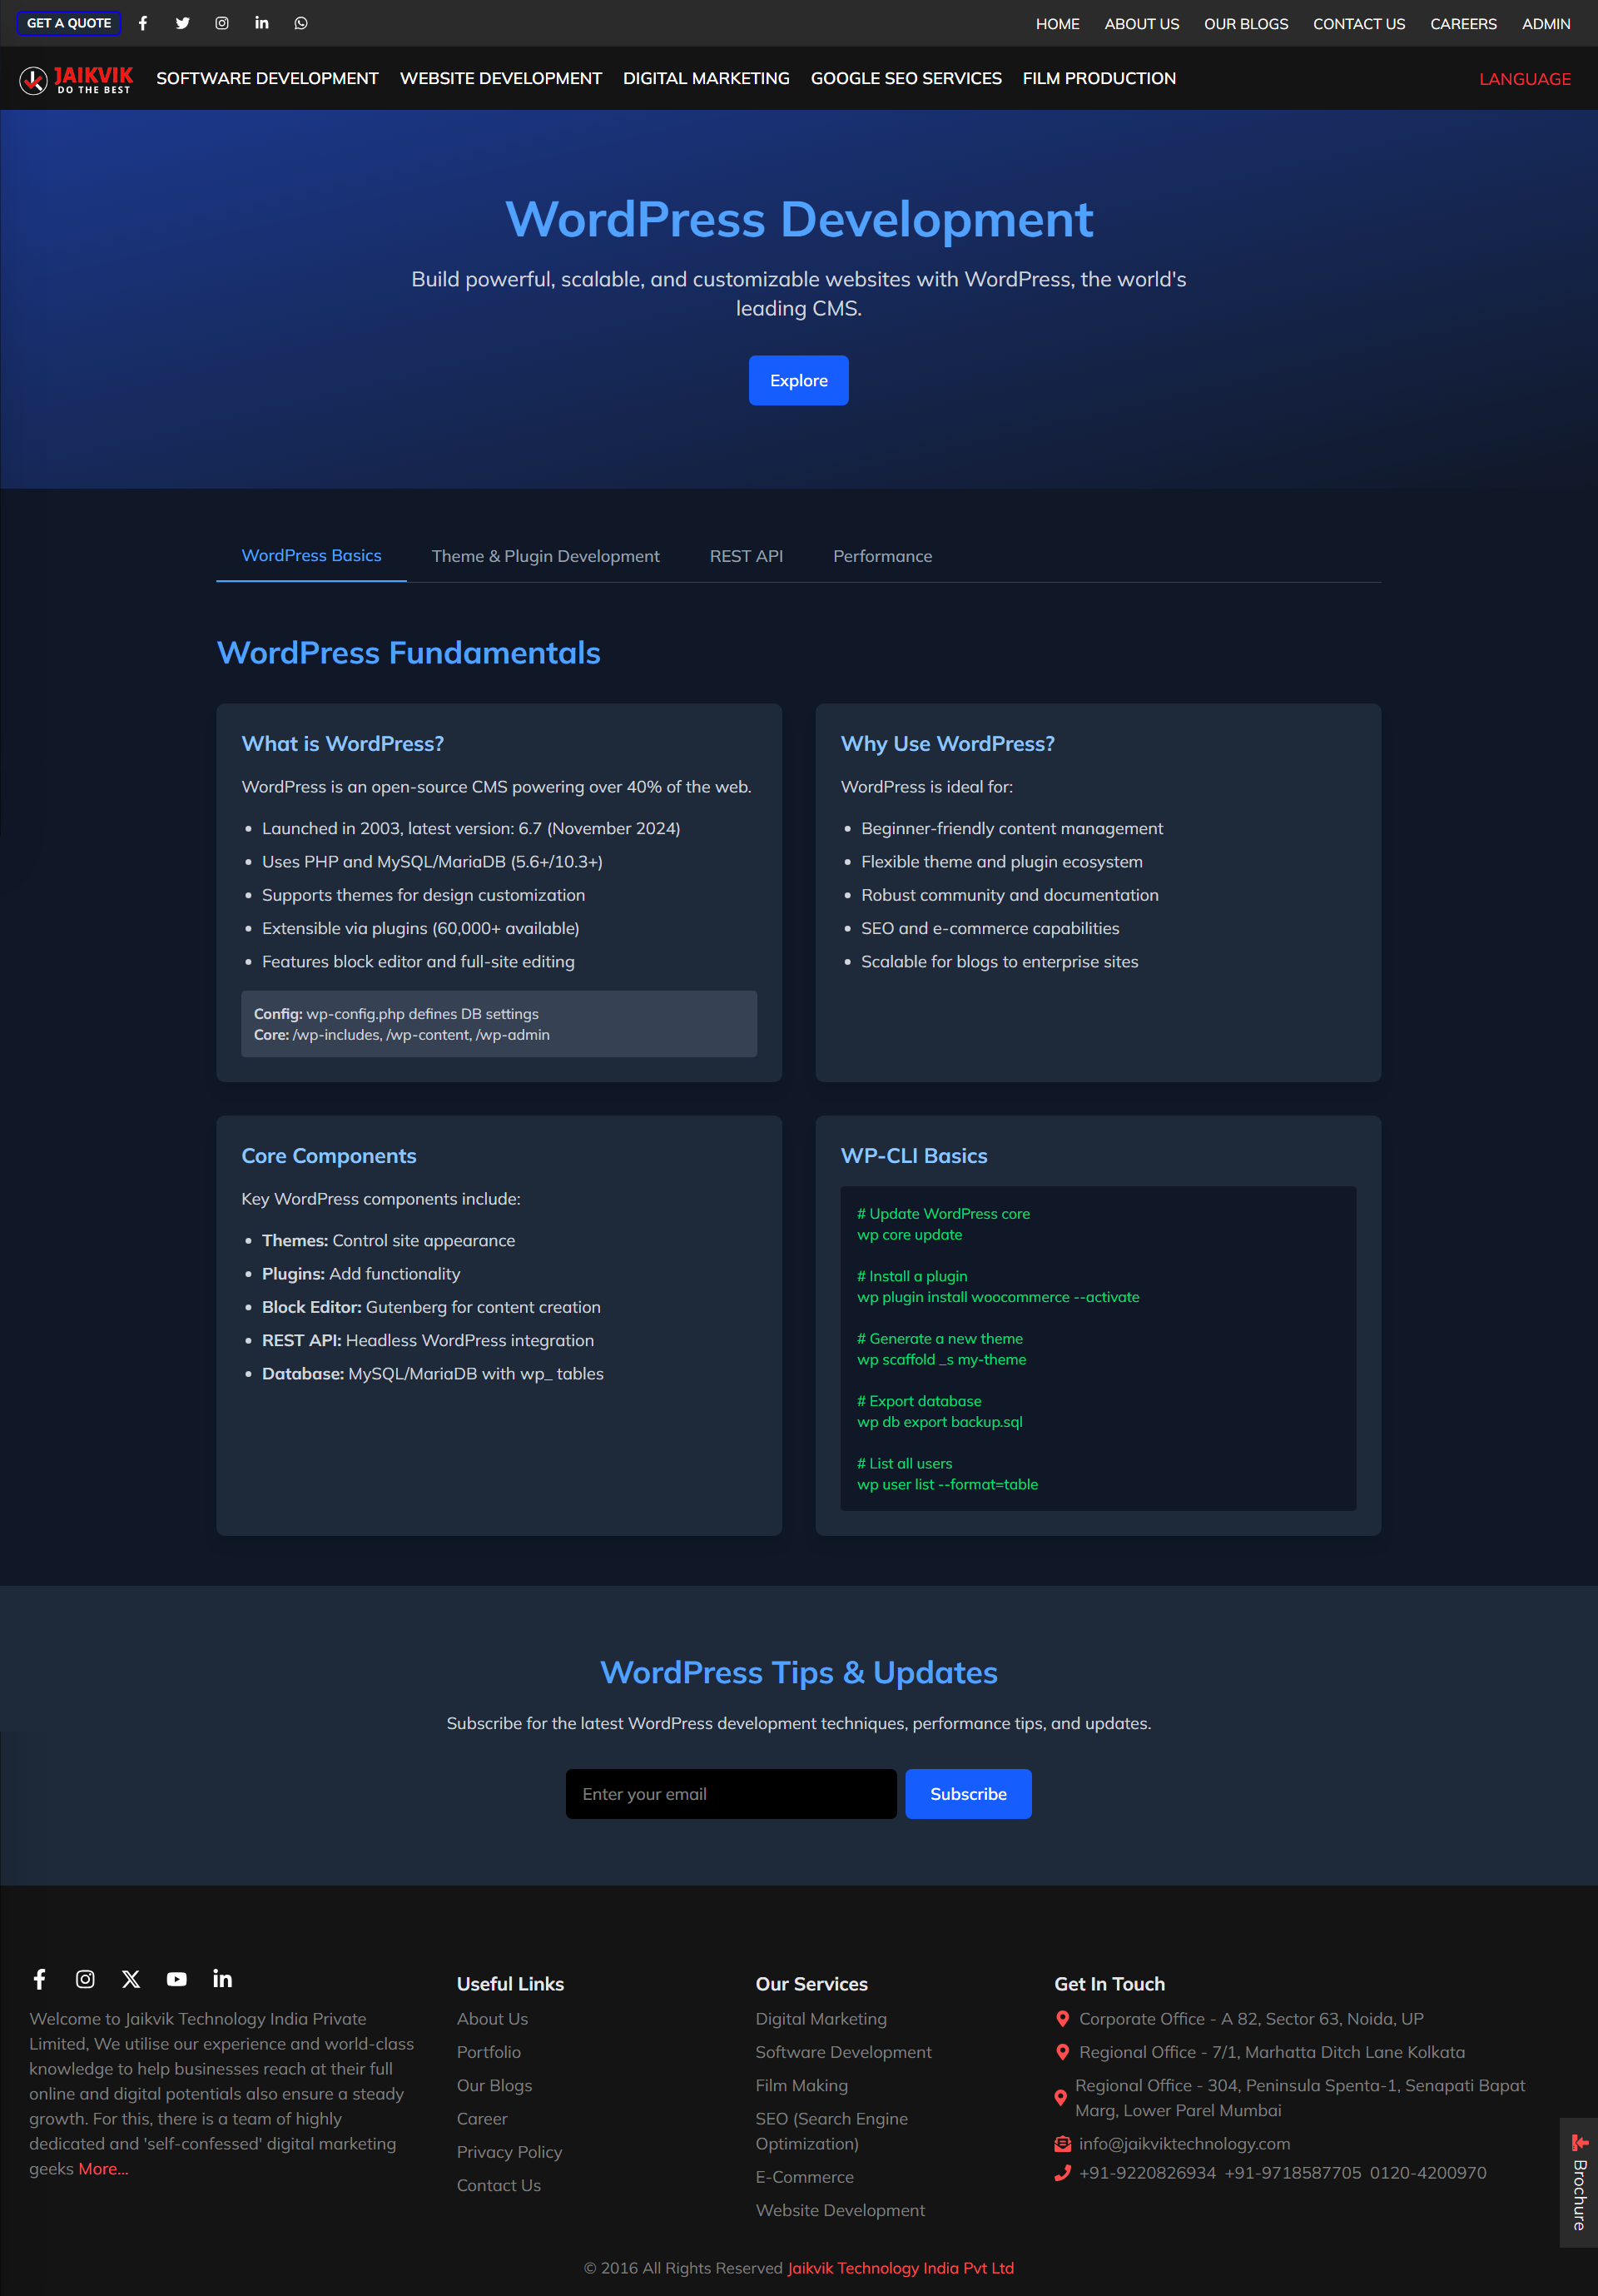 GET A QUOTE
HOME ABOUT US OUR BLOGS CONTACT US CAREERS ADMIN
JAIKVIK
DO THE BEST
SOFTWARE DEVELOPMENT WEBSITE DEVELOPMENT DIGITAL MARKETING GOOGLE SEO SERVICES FILM PRODUCTION
LANGUAGE
WordPress Development
Build powerful, scalable, and customizable websites with WordPress, the world's
leading CMS.
Explore
WordPress Basics Theme & Plugin Development REST API Performance
WordPress Fundamentals
What is WordPress?
WordPress is an open-source CMS powering over 40% of the web.
Launched in 2003, latest version: 6.7 (November 2024)
Uses PHP and MySQL/MariaDB (5.6+/10.3+)
Supports themes for design customization
Extensible via plugins (60,000+ available)
Features block editor and full-site editing
Config: wp-config.php defines DB settings
Core: /wp-includes, /wp-content, /wp-admin
Why Use WordPress?
WordPress is ideal for:
Beginner-friendly content management
Flexible theme and plugin ecosystem
Robust community and documentation
SEO and e-commerce capabilities
Scalable for blogs to enterprise sites
Core Components
Key WordPress components include:
Themes: Control site appearance
Plugins: Add functionality
Block Editor: Gutenberg for content creation
REST API: Headless WordPress integration
Database: MySQL/MariaDB with wp_ tables
WP-CLI Basics
# Update WordPress core
wp core update
# Install a plugin
wp plugin install woocommerce --activate
# Generate a new theme
wp scaffold _s my-theme
# Export database
wp db export backup.sql
# List all users
wp user list --format=table
WordPress Tips & Updates
Subscribe for the latest WordPress development techniques, performance tips, and updates.
Enter your email
Subscribe
Welcome to Jaikvik Technology India Private
Limited, We utilise our experience and world-class
knowledge to help businesses reach at their full
online and digital potentials also ensure a steady
growth. For this, there is a team of highly
dedicated and 'self-confessed' digital marketing
geeks More...
Useful Links
About Us
Portfolio
Our Blogs
Career
Privacy Policy
Contact Us
Our Services
Digital Marketing
Software Development
Film Making
SEO (Search Engine
Optimization)
E-Commerce
Website Development
Get In Touch
Corporate Office - A 82, Sector 63, Noida, UP
Regional Office - 7/1, Marhatta Ditch Lane Kolkata
Regional Office - 304, Peninsula Spenta-1, Senapati Bapat
Marg, Lower Parel Mumbai
info@jaikviktechnology.com
+91-9220826934 +91-9718587705 0120-4200970
Brochure
© 2016 All Rights Reserved Jaikvik Technology India Pvt Ltd